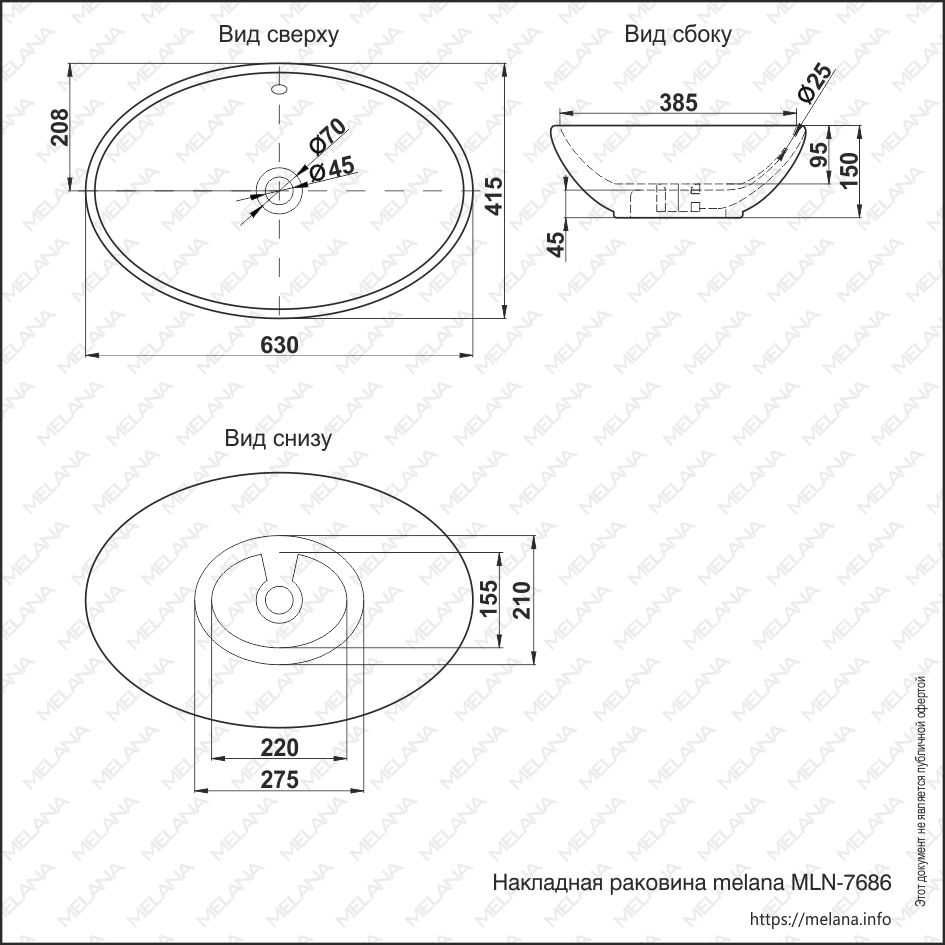 Вид сверху
Вид сбоку
208
Ø70
Ø45
415
630
385
Ø25
95
150
45
Вид снизу
155
210
220
275
Этот документ не является публичной офертой
Накладная раковина melana MLN-7686
https://melana.info
MELANA